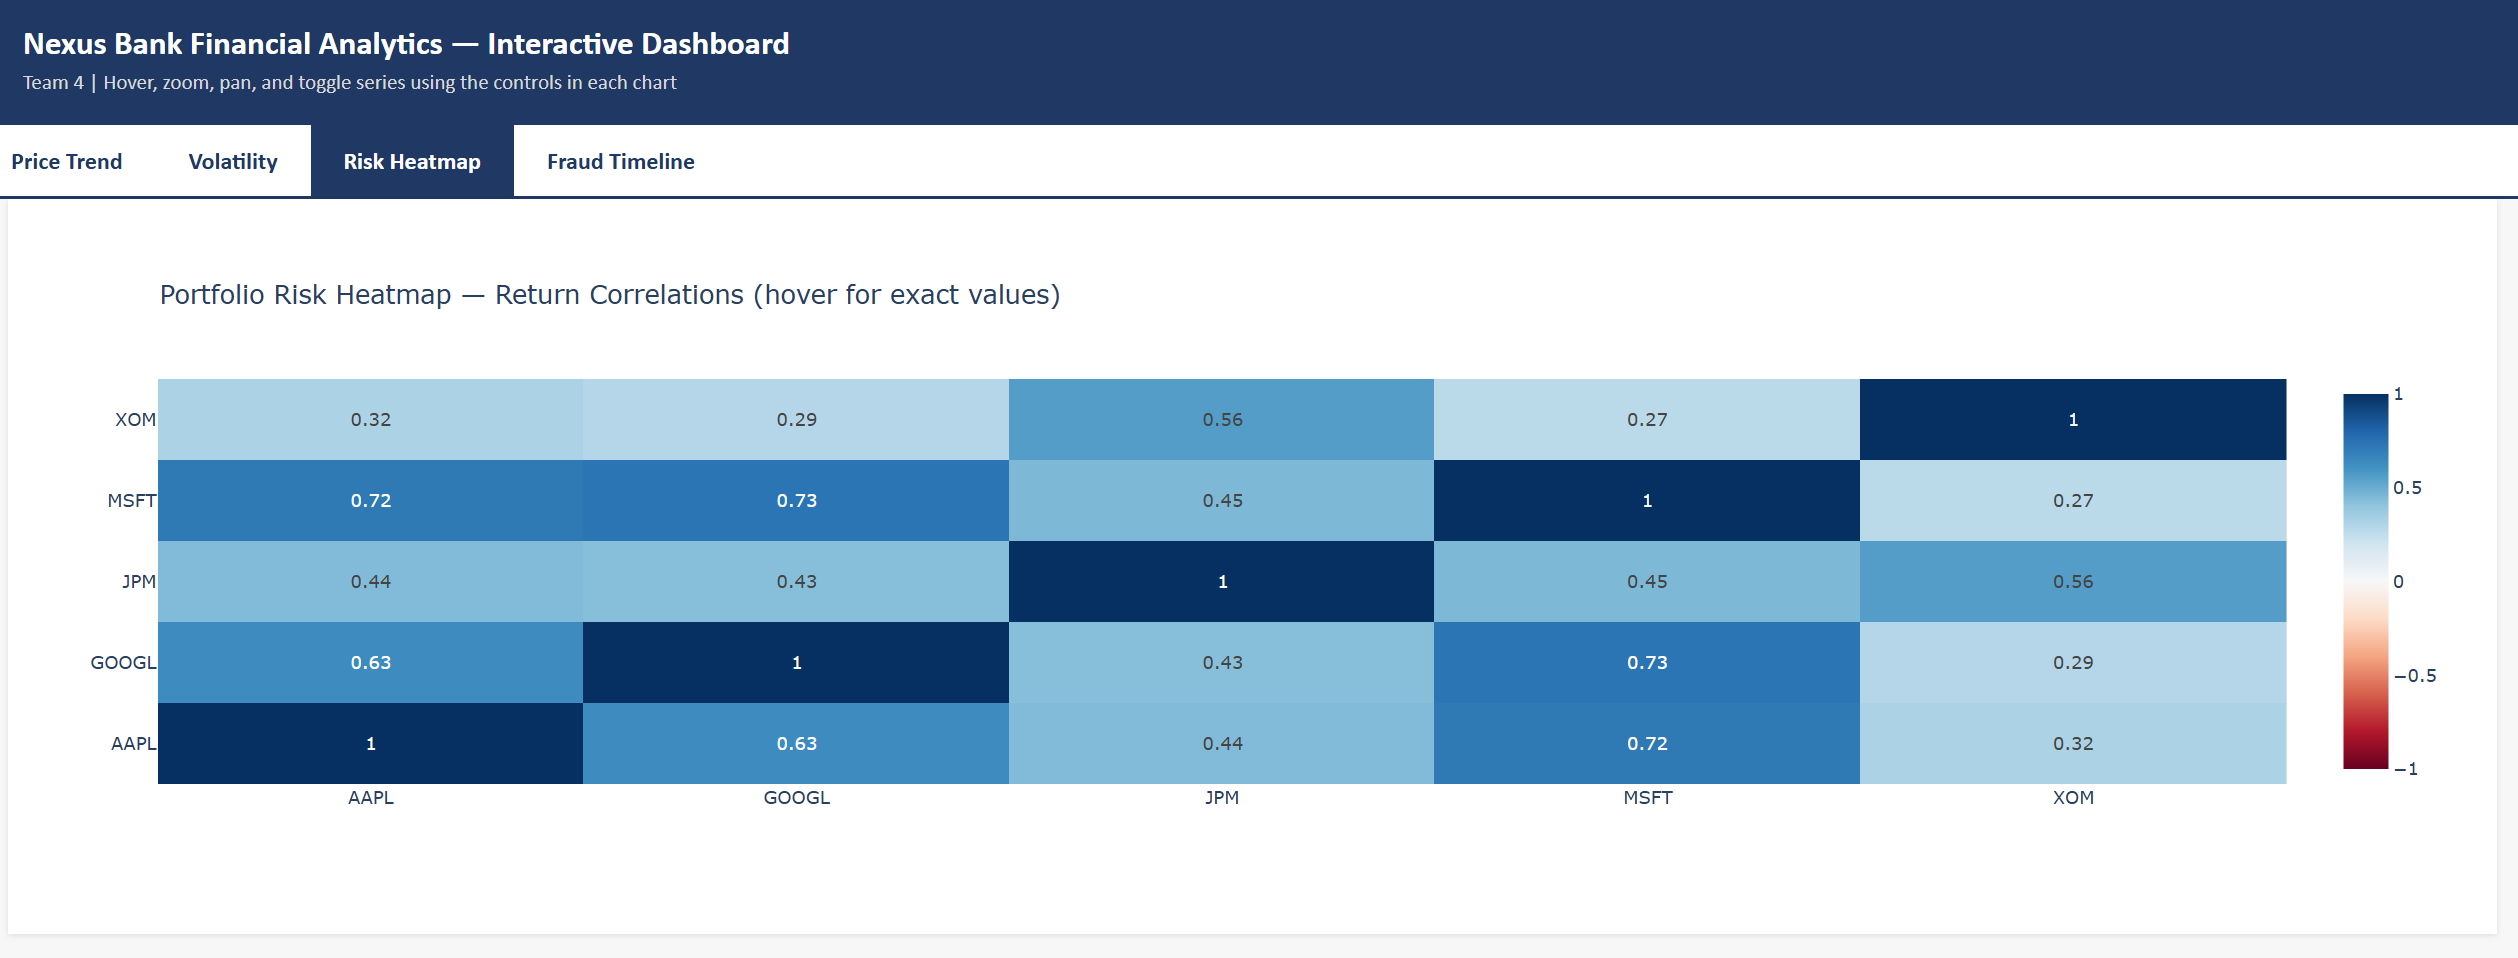 Nexus Bank Financial Analytics — Interactive Dashboard
Team 4 | Hover, zoom, pan, and toggle series using the controls in each chart
Price Trend Volatility Risk Heatmap Fraud Timeline
Portfolio Risk Heatmap — Return Correlations (hover for exact values)
XOM 0.32 0.29 0.56 0.27 1
MSFT 0.72 0.73 0.45 1 0.27
JPM 0.44 0.43 1 0.45 0.56
GOOGL 0.63 1 0.43 0.73 0.29
AAPL 1 0.63 0.44 0.72 0.32
AAPL GOOGL JPM MSFT XOM
1
0.5
0
−0.5
−1